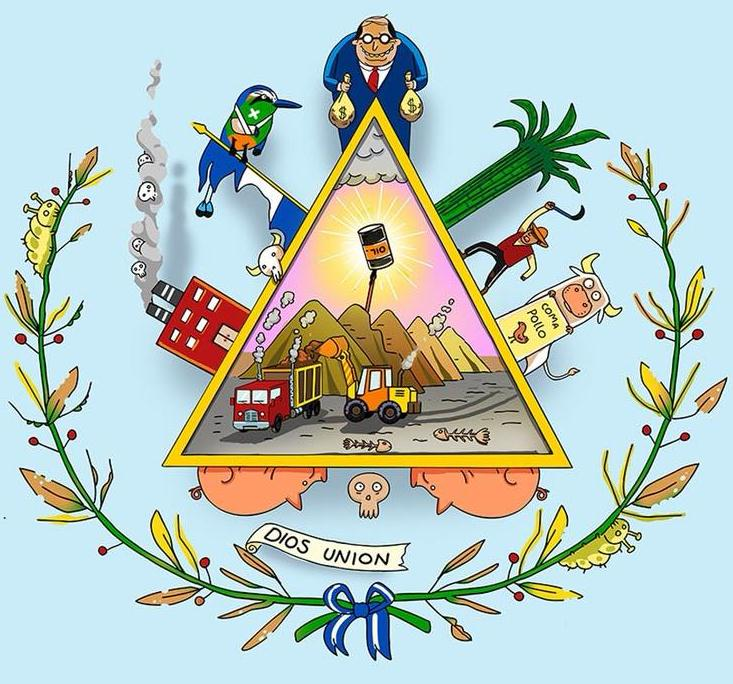 $ $
OIL
COMA
POLLO
DIOS UNION